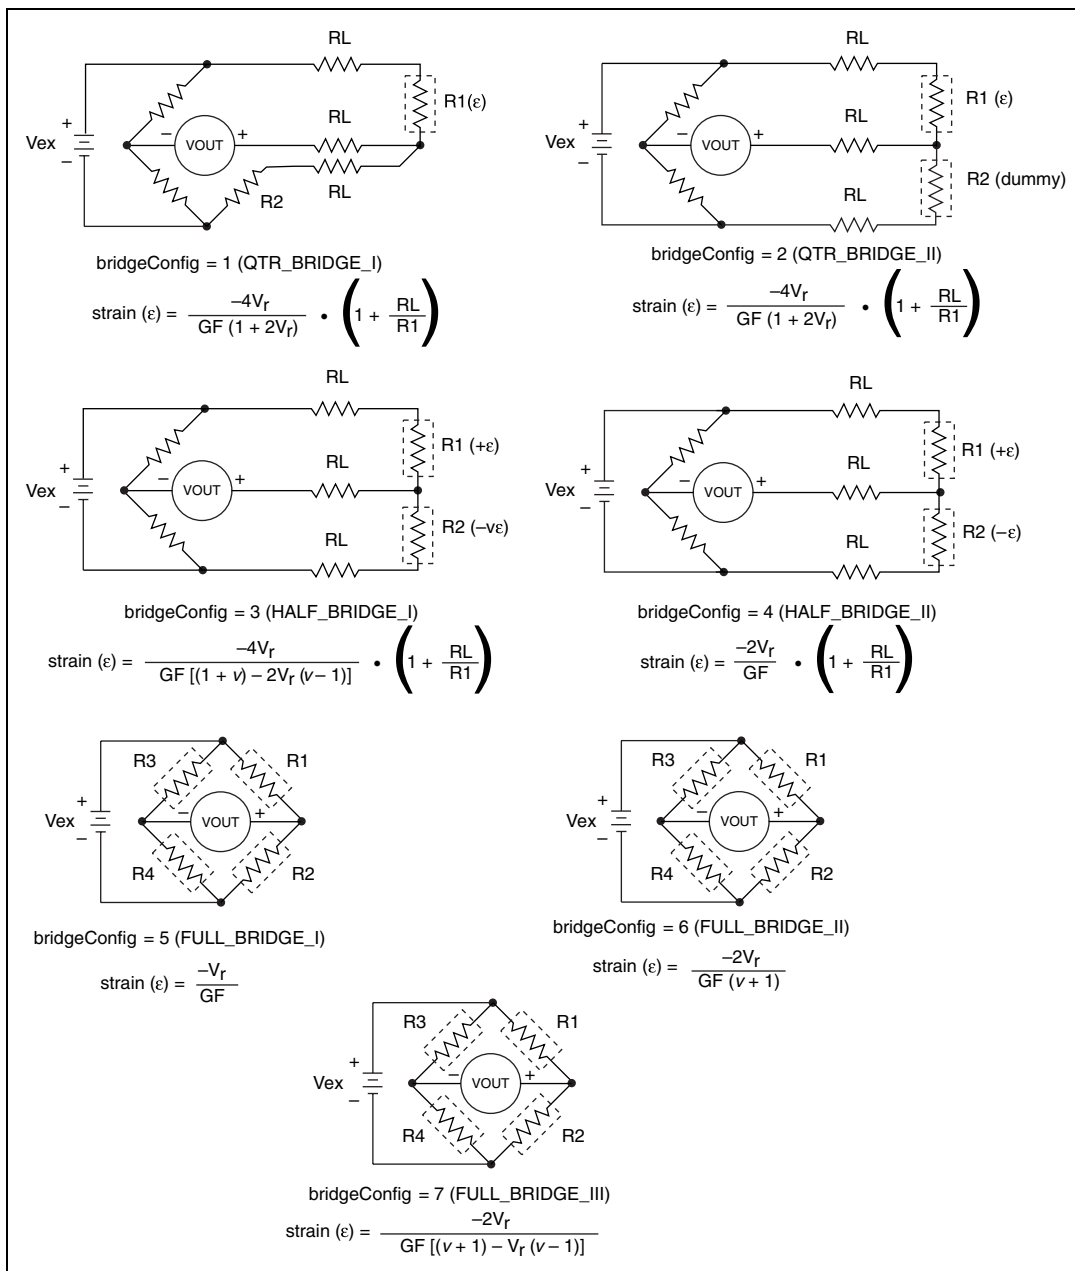 RL
RL
R1(ε)
R1 (ε)
+
Vex
–
–
VOUT
+
RL
+
Vex
–
–
VOUT
+
RL
R2
RL
R2 (dummy)
RL
bridgeConfig = 1 (QTR_BRIDGE_I)
strain (ε) = –4Vr / GF (1 + 2Vr) • (1 + RL / R1)
bridgeConfig = 2 (QTR_BRIDGE_II)
strain (ε) = –4Vr / GF (1 + 2Vr) • (1 + RL / R1)
RL
R1 (+ε)
+
Vex
–
–
VOUT
+
RL
R2 (–vε)
RL
bridgeConfig = 3 (HALF_BRIDGE_I)
strain (ε) = –4Vr / GF [(1 + v) – 2Vr (v – 1)] • (1 + RL / R1)
RL
R1 (+ε)
+
Vex
–
–
VOUT
+
RL
R2 (–ε)
RL
bridgeConfig = 4 (HALF_BRIDGE_II)
strain (ε) = –2Vr / GF • (1 + RL / R1)
R3
R1
+
Vex
–
–
VOUT
+
R4
R2
bridgeConfig = 5 (FULL_BRIDGE_I)
strain (ε) = –Vr / GF
R3
R1
+
Vex
–
–
VOUT
+
R4
R2
bridgeConfig = 6 (FULL_BRIDGE_II)
strain (ε) = –2Vr / GF (v + 1)
R3
R1
+
Vex
–
–
VOUT
+
R4
R2
bridgeConfig = 7 (FULL_BRIDGE_III)
strain (ε) = –2Vr / GF [(v + 1) – Vr (v – 1)]